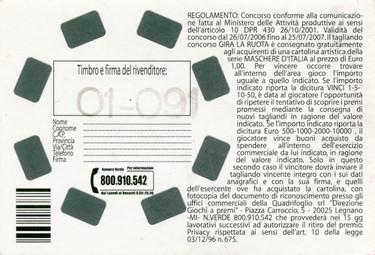 REGOLAMENTO: Concorso conforme alla comunicazio-
ne fatta al Ministero delle Attività produttive ai sensi
dell'articolo 10 DPR 430 26/10/2001. Validità del
concorso dal 26/07/2006 fino al 25/07/2007. Il tagliando
concorso GIRA LA RUOTA è consegnato gratuitamente
agli acquirenti di una cartolina artistica della
serie MASCHERE D'ITALIA al prezzo di Euro
1,00. Per vincere occorre trovare
all'interno dell'area gioco l'importo
uguale a quello indicato. Se l'importo
indicato riporta la dicitura VINCI 1-5-
10-50, è data al giocatore l'opportunità
di ripetere il tentativo di scoprire i premi
promessi mediante la consegna di
nuovi tagliandi in ragione del valore
indicato. Se l'importo indicato riporta la
dicitura Euro 500-1000-2000-10000 , il
giocatore vince buoni acquisto da
spendere all'interno dell'esercizio
commerciale da lui indicato, in ragione
del valore indicato. Solo in questo
secondo caso il vincitore dovrà inviare il
tagliando vincente integro con i sui dati
anagrafici e con la sua firma, e quelli
dell'esercente ove ha acquistato la cartolina, con
fotocopia del documento di riconoscimento presso gli
uffici commerciali della Quadrifoglio srl "Direzione
Giochi a premi" - Piazza Carroccio, 5 - 20025 Legnano
-MI- N.VERDE 800.910.542 che provvederà nei 15 gg
lavorativi successivi ad autorizzare il ritiro del premio.
Privacy rispettata ai sensi dell'art. 10 della legge
03/12/96 n.675.
Timbro e firma del rivenditore:
Nome
Cognome
C.A.P.
Provincia
Via/Città
Telefono
Firma
Numero Verde Per informazioni
800.910.542